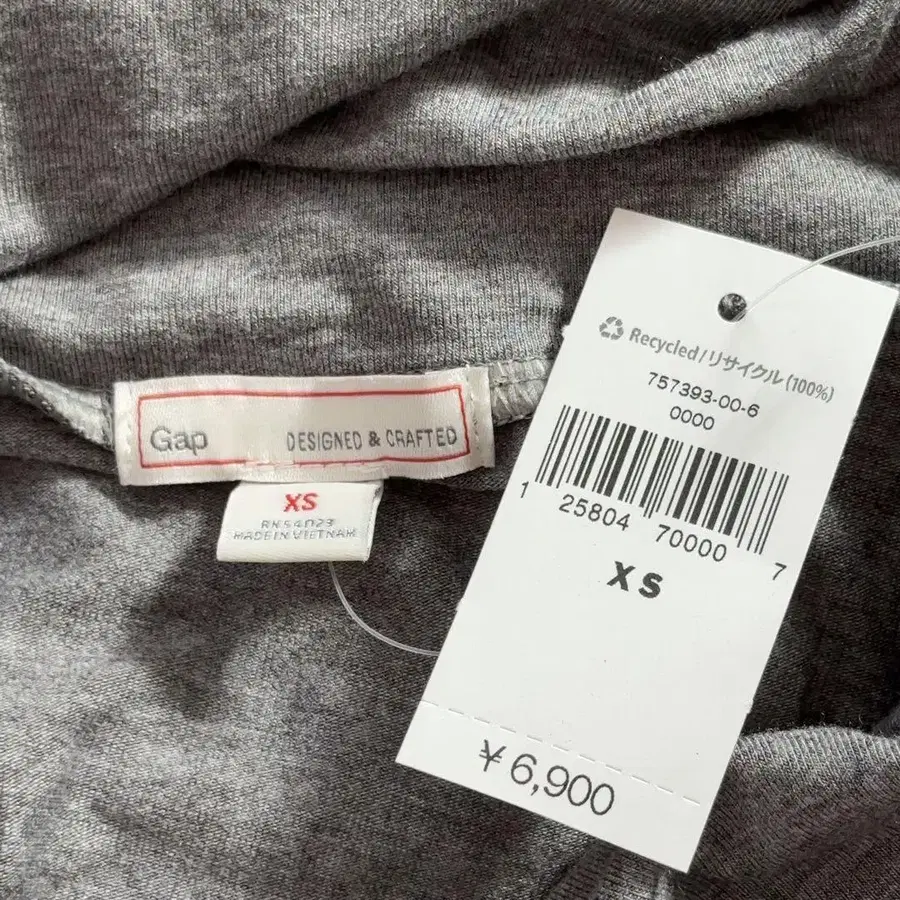 Gap DESIGNED & CRAFTED
XS
RN54023
MADE IN VIETNAM
Recycled/リサイクル(100%)
757393-00-6
0000
1 25804 70000 7
XS
¥6,900